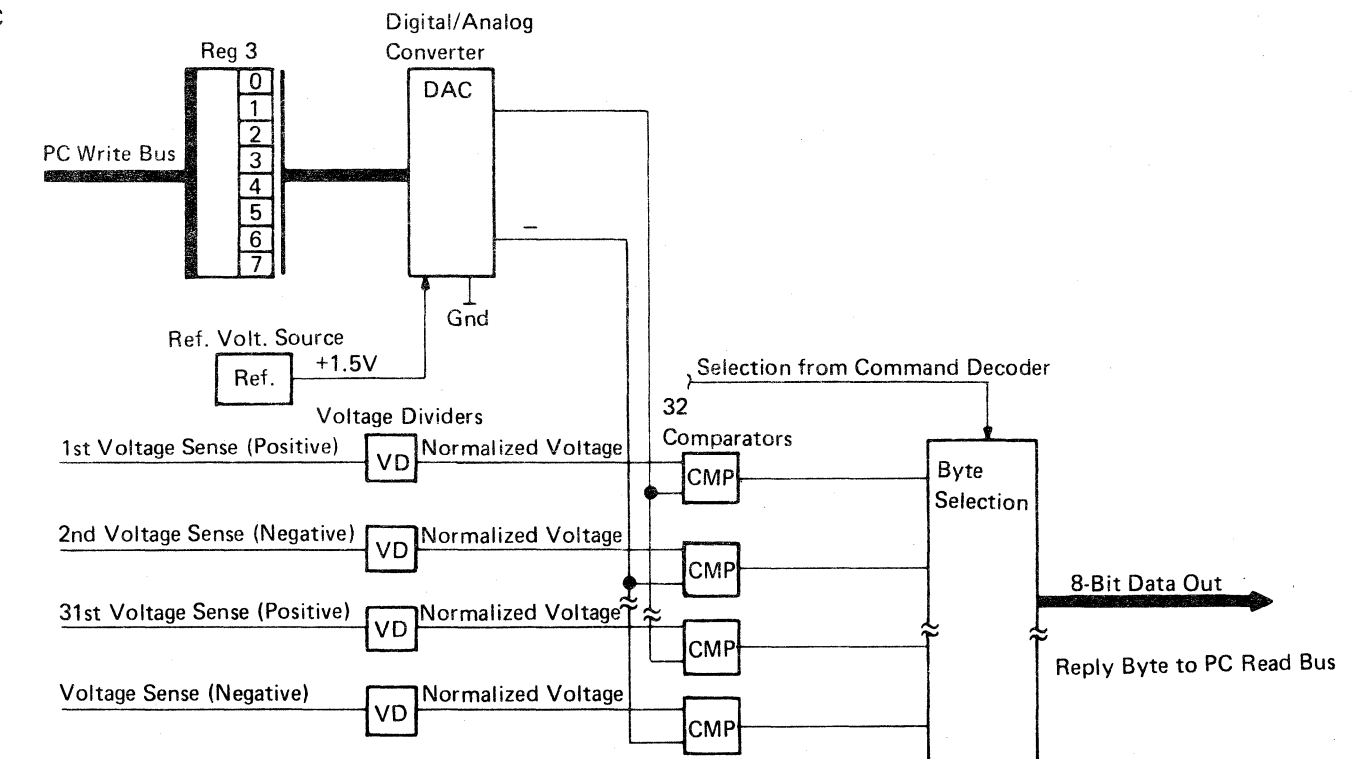 Digital/Analog
Converter
Reg 3
DAC
0
1
2
3
4
5
6
7
PC Write Bus
–
Gnd
Ref. Volt. Source
+1.5V
Ref.
Selection from Command Decoder
32
Comparators
Voltage Dividers
1st Voltage Sense (Positive)
VD
Normalized Voltage
CMP
Byte
Selection
2nd Voltage Sense (Negative)
VD
Normalized Voltage
CMP
8-Bit Data Out
31st Voltage Sense (Positive)
VD
Normalized Voltage
CMP
Reply Byte to PC Read Bus
Voltage Sense (Negative)
VD
Normalized Voltage
CMP